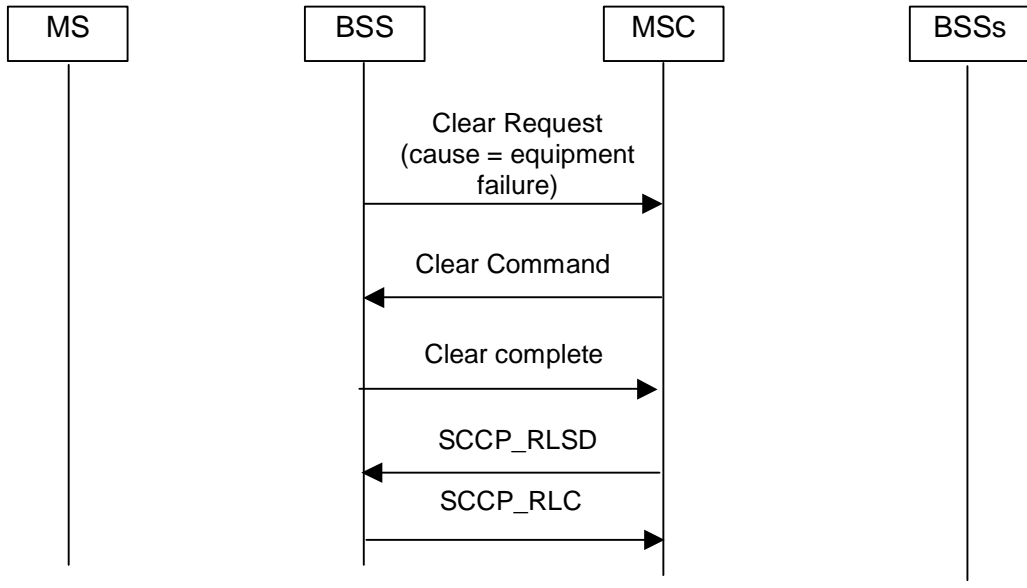 MS
BSS
MSC
BSSs
Clear Request
(cause = equipment
failure)
Clear Command
Clear complete
SCCP_RLSD
SCCP_RLC